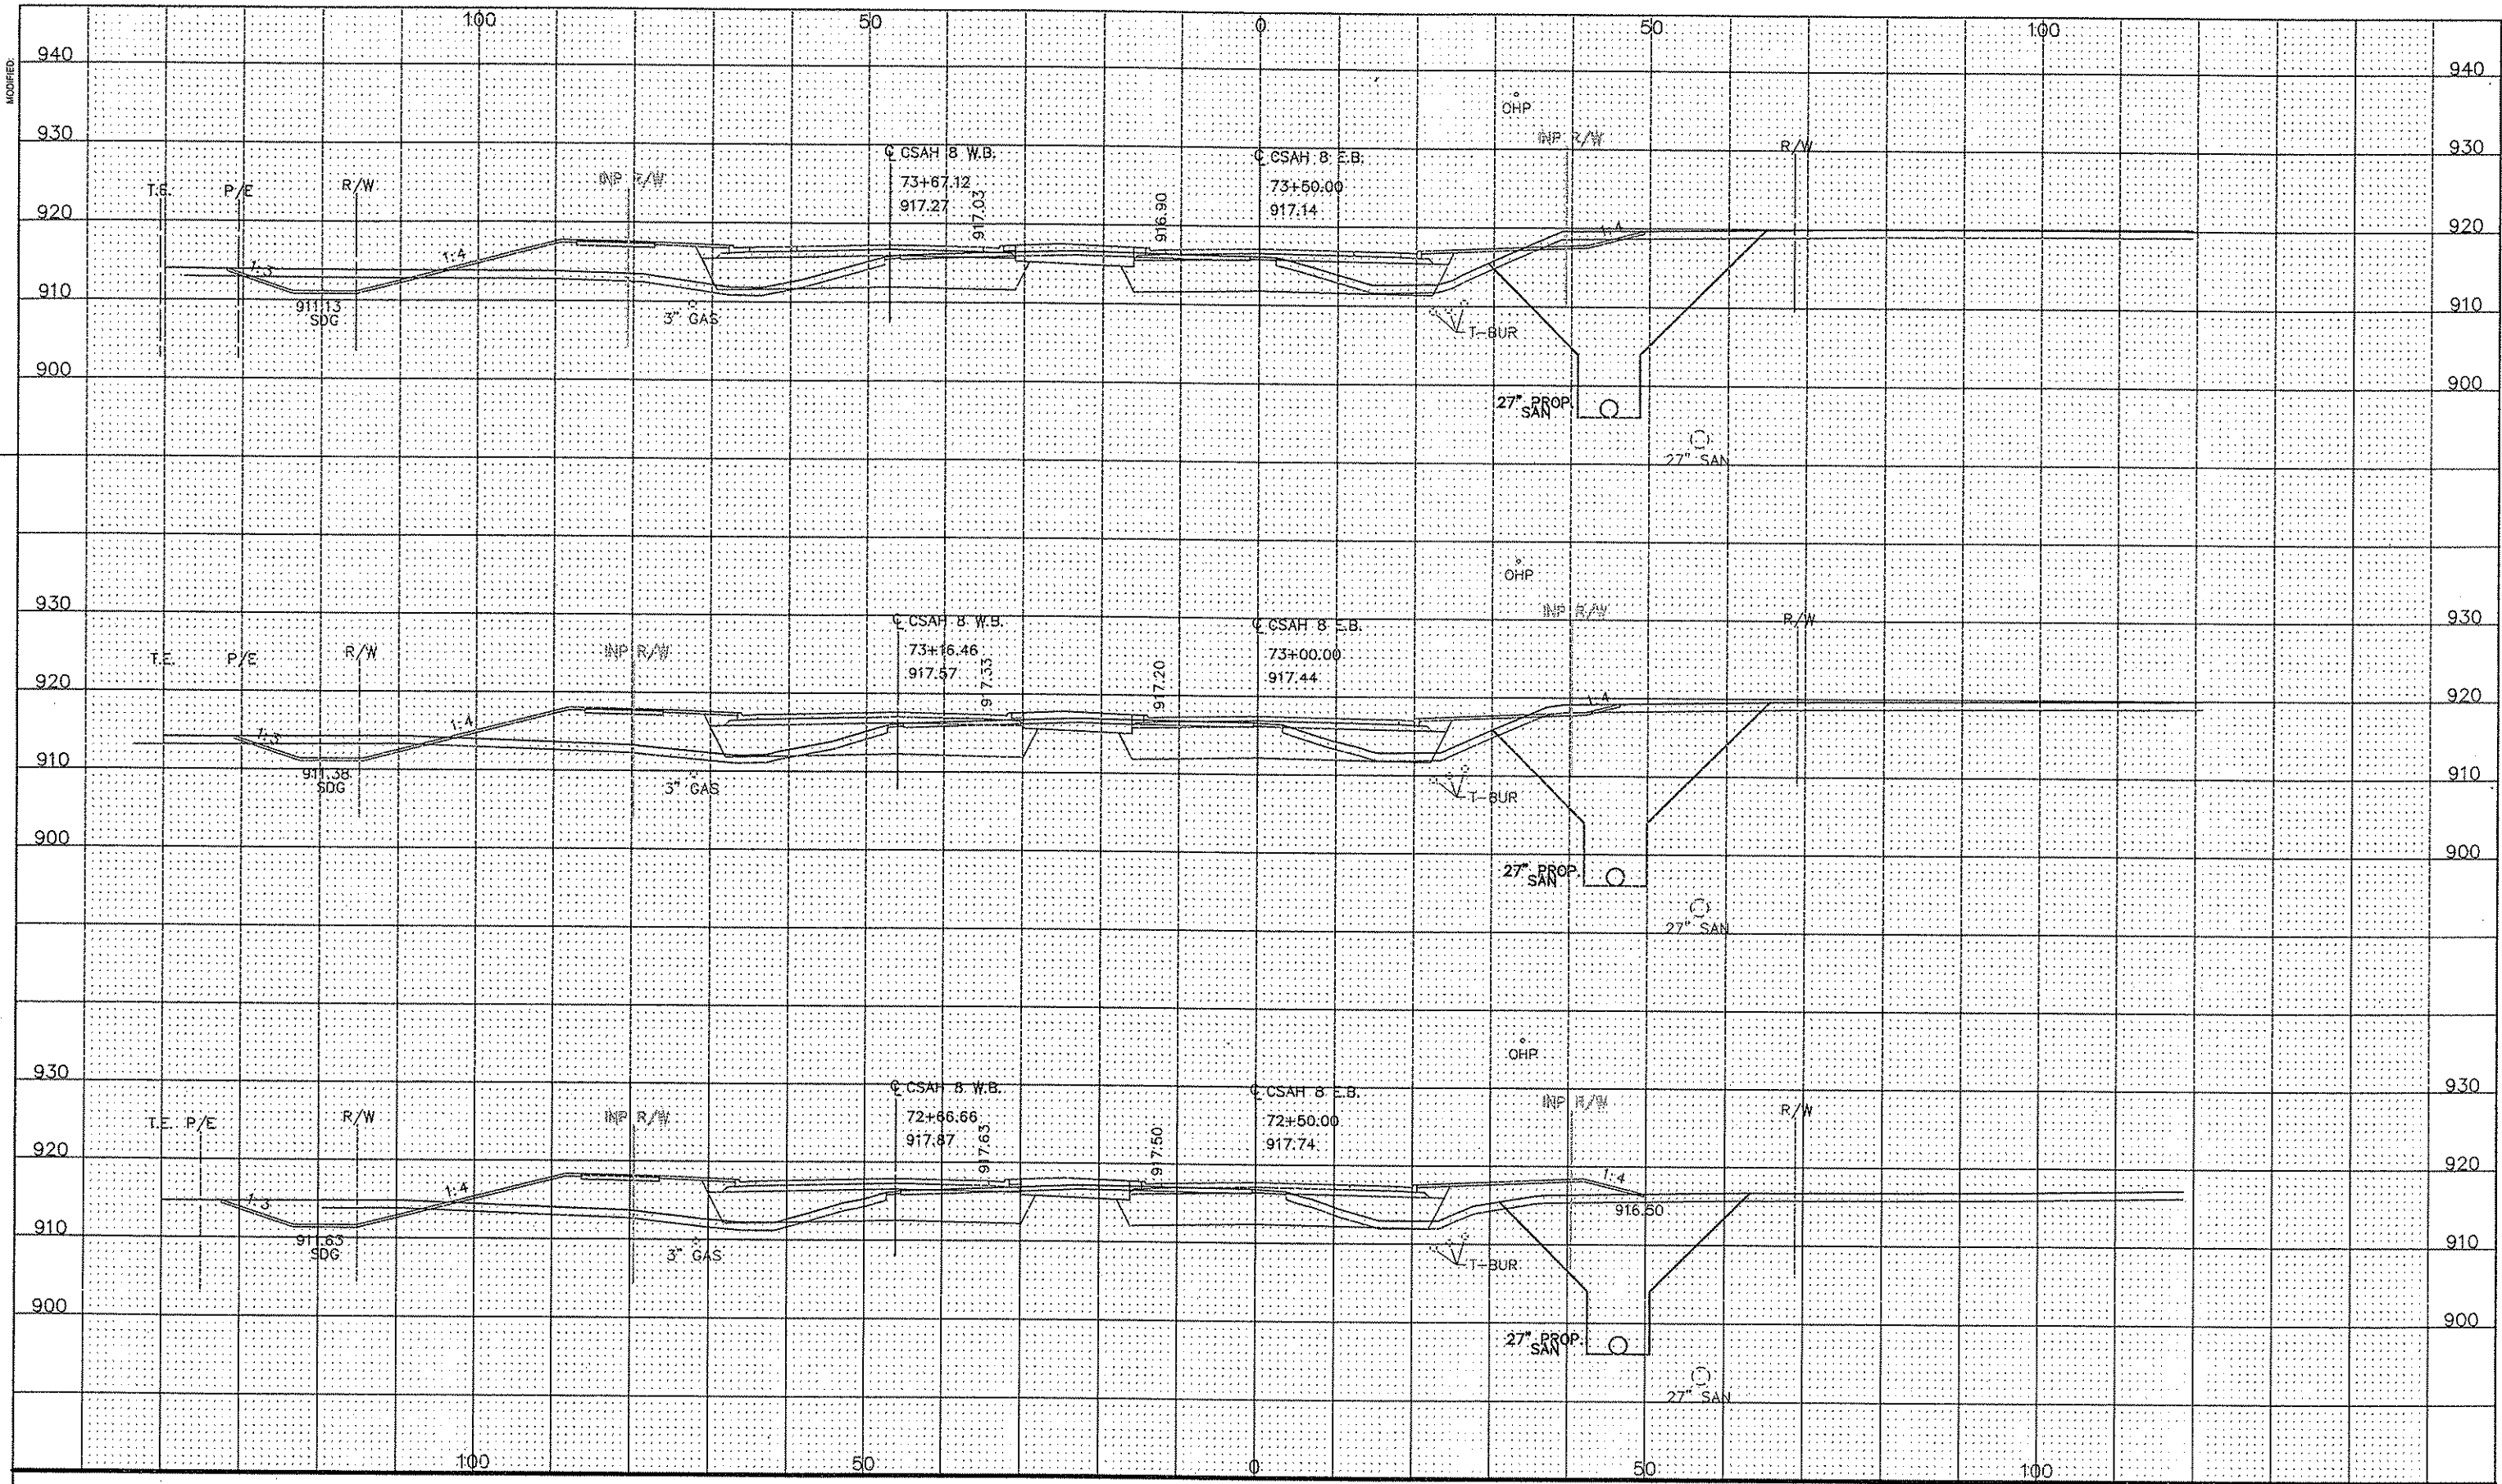 MODIFIED:
100 50 0 50 100
940 940
OHP
930 INP R/W R/W 930
℄ CSAH 8 W.B. ℄ CSAH 8 E.B.
T.E. P/E R/W INP R/W 73+67.12 917.03 916.90 73+50.00
920 917.27 917.14 920
1:3 1:4 1:4
910 911.13 910
SDG 3" GAS T-BUR
900 900
27" PROP.
SAN
27" SAN
OHP
930 INP R/W R/W 930
℄ CSAH 8 W.B. ℄ CSAH 8 E.B.
T.E. P/E R/W INP R/W 73+16.46 917.33 917.20 73+00.00
920 917.57 917.44 920
1:3 1:4 1:4
910 911.38 910
SDG 3" GAS T-BUR
900 900
27" PROP.
SAN
27" SAN
OHP
930 930
℄ CSAH 8 W.B. ℄ CSAH 8 E.B. INP R/W R/W
T.E. P/E R/W INP R/W 72+66.66 917.63 917.50 72+50.00
920 917.87 917.74 920
1:3 1:4 1:4
916.60
910 911.63 910
SDG 3" GAS T-BUR
900 900
27" PROP.
SAN
27" SAN
100 50 0 50 100